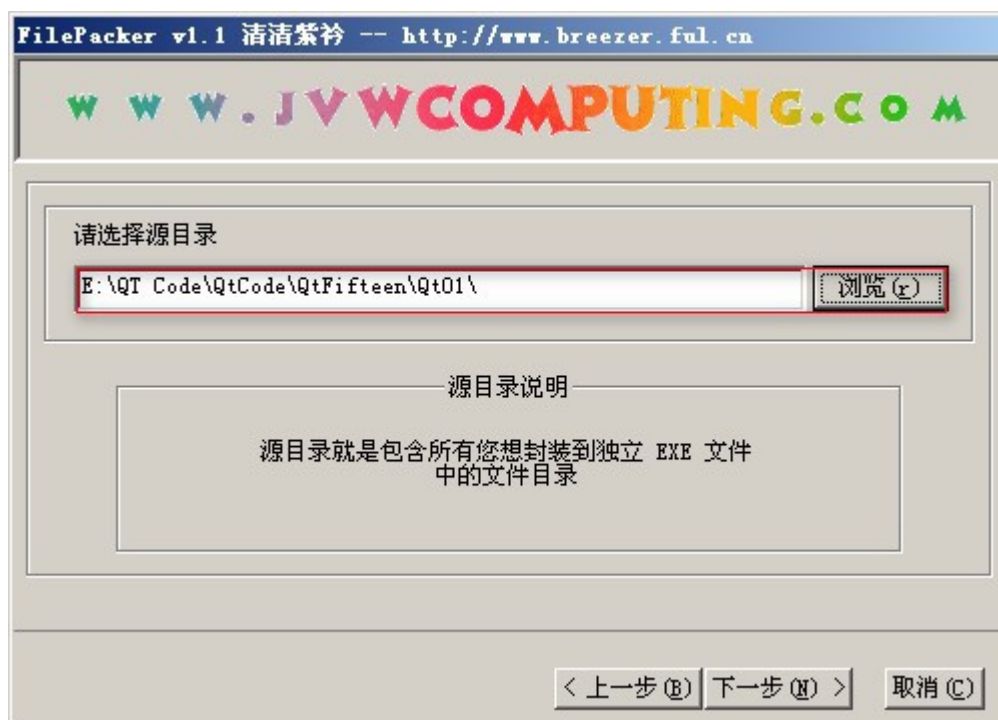 FilePacker v1.1 清清紫衿 -- http://www.breezer.ful.cn
WWW.JVWCOMPUTING.COM
请选择源目录
E:\QT Code\QtCode\QtFifteen\Qt01\
浏览(r)
源目录说明
源目录就是包含所有您想封装到独立 EXE 文件
中的文件目录
< 上一步(B) 下一步(N) > 取消(C)